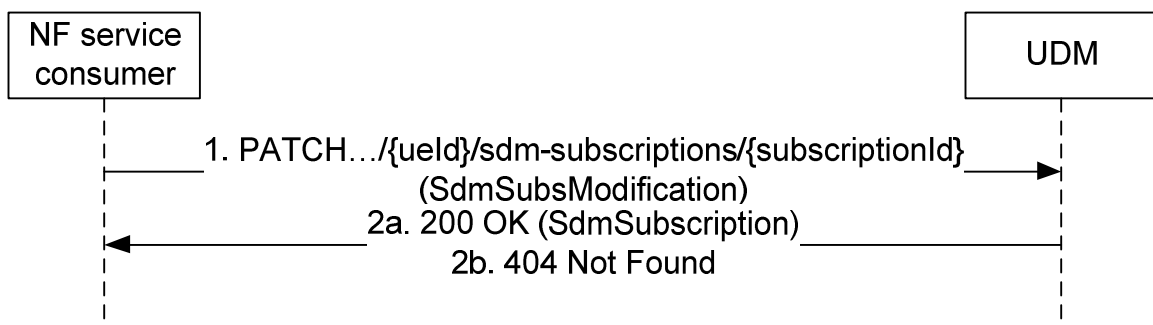 NF service
consumer
UDM
1. PATCH…/{ueId}/sdm-subscriptions/{subscriptionId}
(SdmSubsModification)
2a. 200 OK (SdmSubscription)
2b. 404 Not Found